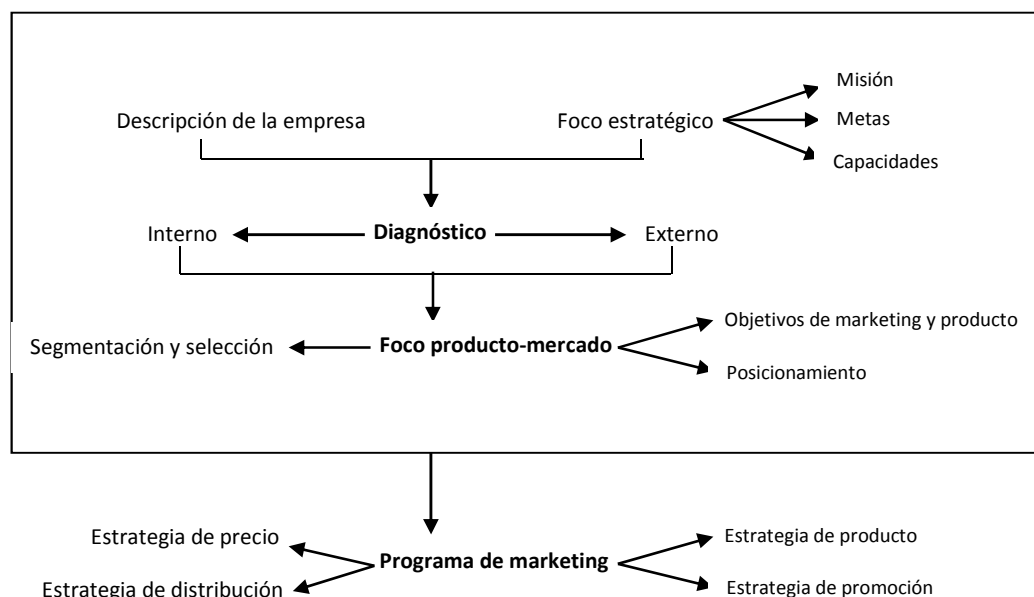 Misión
Descripción de la empresa
Foco estratégico
Metas
Capacidades
Interno
Diagnóstico
Externo
Objetivos de marketing y producto
Segmentación y selección
Foco producto-mercado
Posicionamiento
Estrategia de precio
Estrategia de producto
Programa de marketing
Estrategia de distribución
Estrategia de promoción